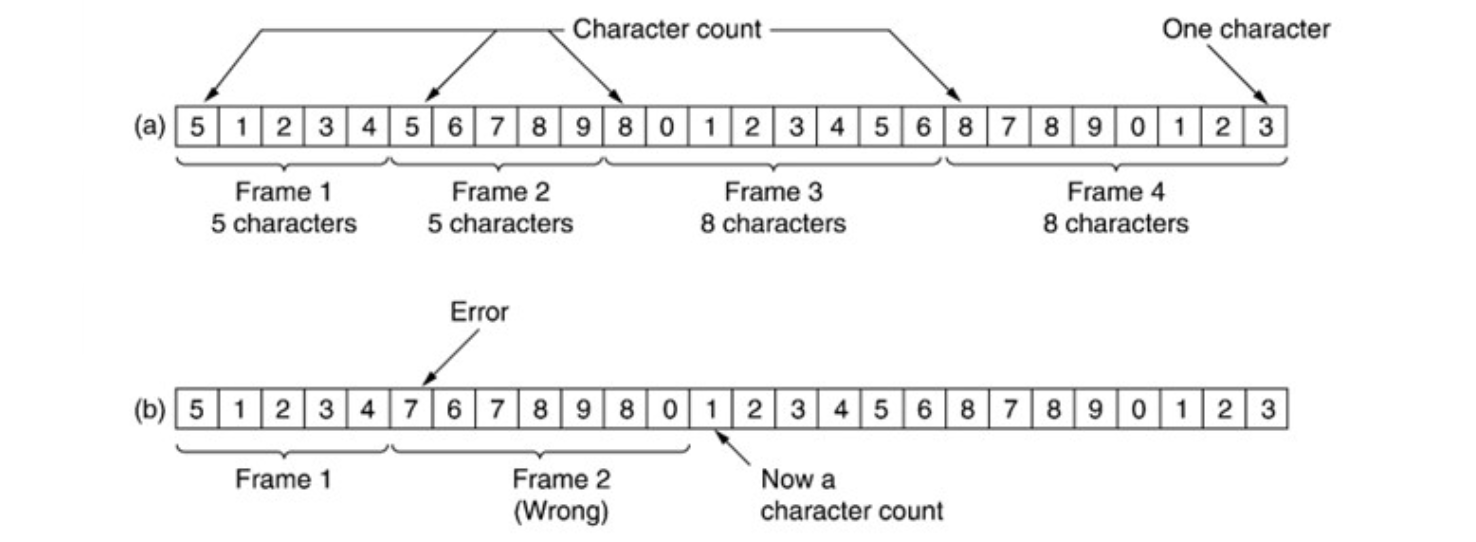 Character count One character
(a) 5 1 2 3 4 5 6 7 8 9 8 0 1 2 3 4 5 6 8 7 8 9 0 1 2 3
Frame 1 Frame 2 Frame 3 Frame 4
5 characters 5 characters 8 characters 8 characters
Error
(b) 5 1 2 3 4 7 6 7 8 9 8 0 1 2 3 4 5 6 8 7 8 9 0 1 2 3
Frame 1 Frame 2 Now a
(Wrong) character count